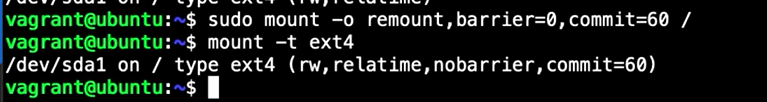 /dev/sda1 on / type ext4 (rw,relatime)
vagrant@ubuntu:~$ sudo mount -o remount,barrier=0,commit=60 /
vagrant@ubuntu:~$ mount -t ext4
/dev/sda1 on / type ext4 (rw,relatime,nobarrier,commit=60)
vagrant@ubuntu:~$